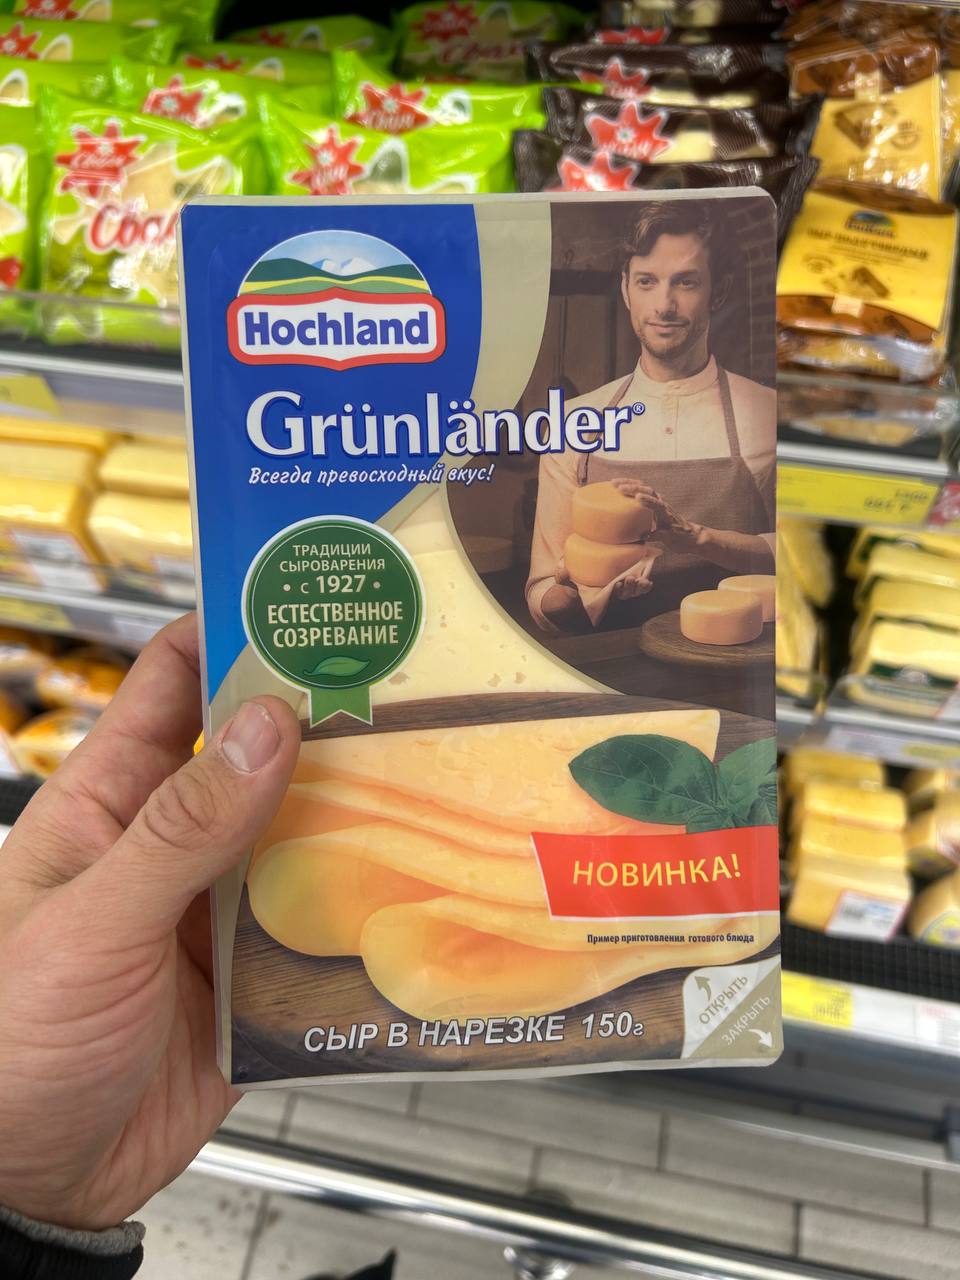 Hochland
Grünländer®
Всегда превосходный вкус!
ТРАДИЦИИ
СЫРОВАРЕНИЯ
• с 1927 •
ЕСТЕСТВЕННОЕ
СОЗРЕВАНИЕ
НОВИНКА!
Пример приготовления готового блюда
ОТКРЫТЬ
ЗАКРЫТЬ
СЫР В НАРЕЗКЕ 150г